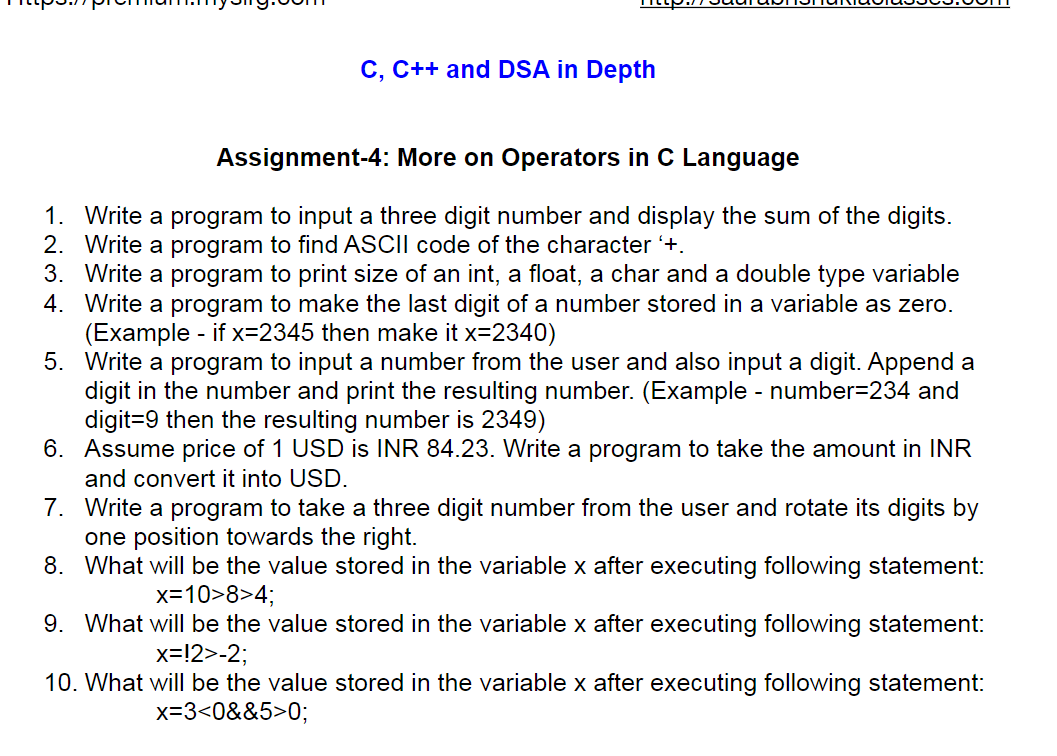 C, C++ and DSA in Depth
Assignment-4: More on Operators in C Language
1. Write a program to input a three digit number and display the sum of the digits.
2. Write a program to find ASCII code of the character ‘+.
3. Write a program to print size of an int, a float, a char and a double type variable
4. Write a program to make the last digit of a number stored in a variable as zero.
(Example - if x=2345 then make it x=2340)
5. Write a program to input a number from the user and also input a digit. Append a
digit in the number and print the resulting number. (Example - number=234 and
digit=9 then the resulting number is 2349)
6. Assume price of 1 USD is INR 84.23. Write a program to take the amount in INR
and convert it into USD.
7. Write a program to take a three digit number from the user and rotate its digits by
one position towards the right.
8. What will be the value stored in the variable x after executing following statement:
x=10>8>4;
9. What will be the value stored in the variable x after executing following statement:
x=!2>-2;
10. What will be the value stored in the variable x after executing following statement:
x=3<0&&5>0;